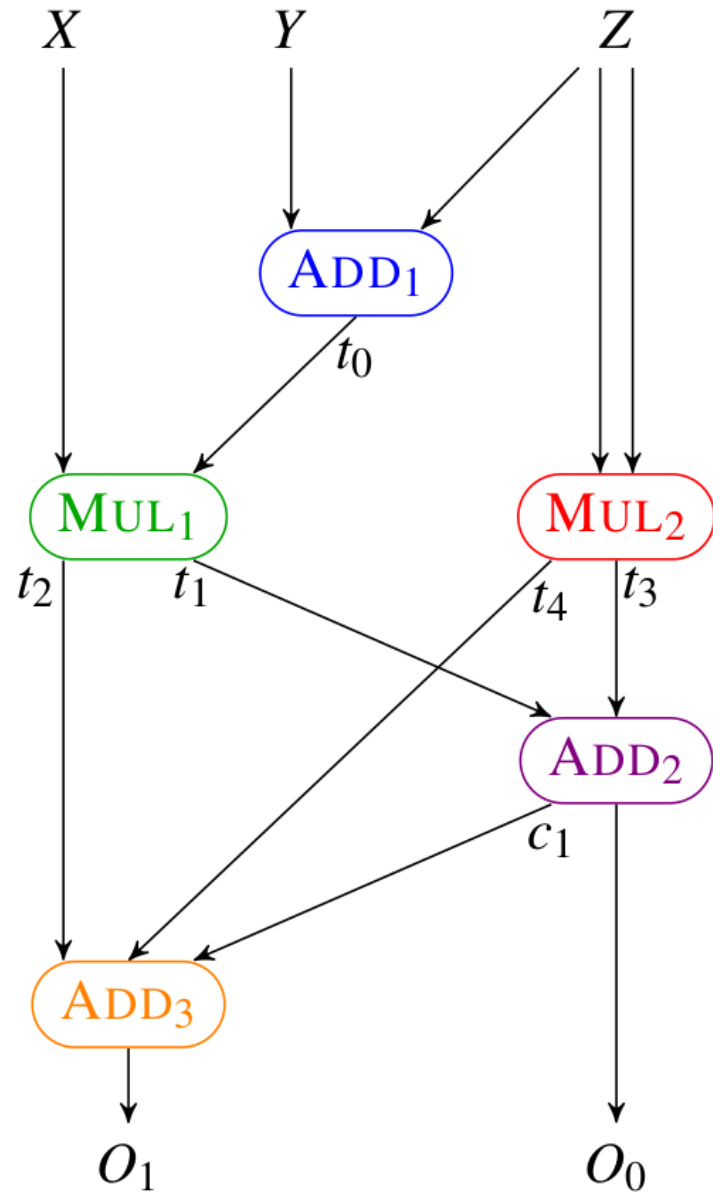 X Y Z
ADD₁
t₀
MUL₁ MUL₂
t₂ t₁ t₄ t₃
ADD₂
c₁
ADD₃
O₁ O₀